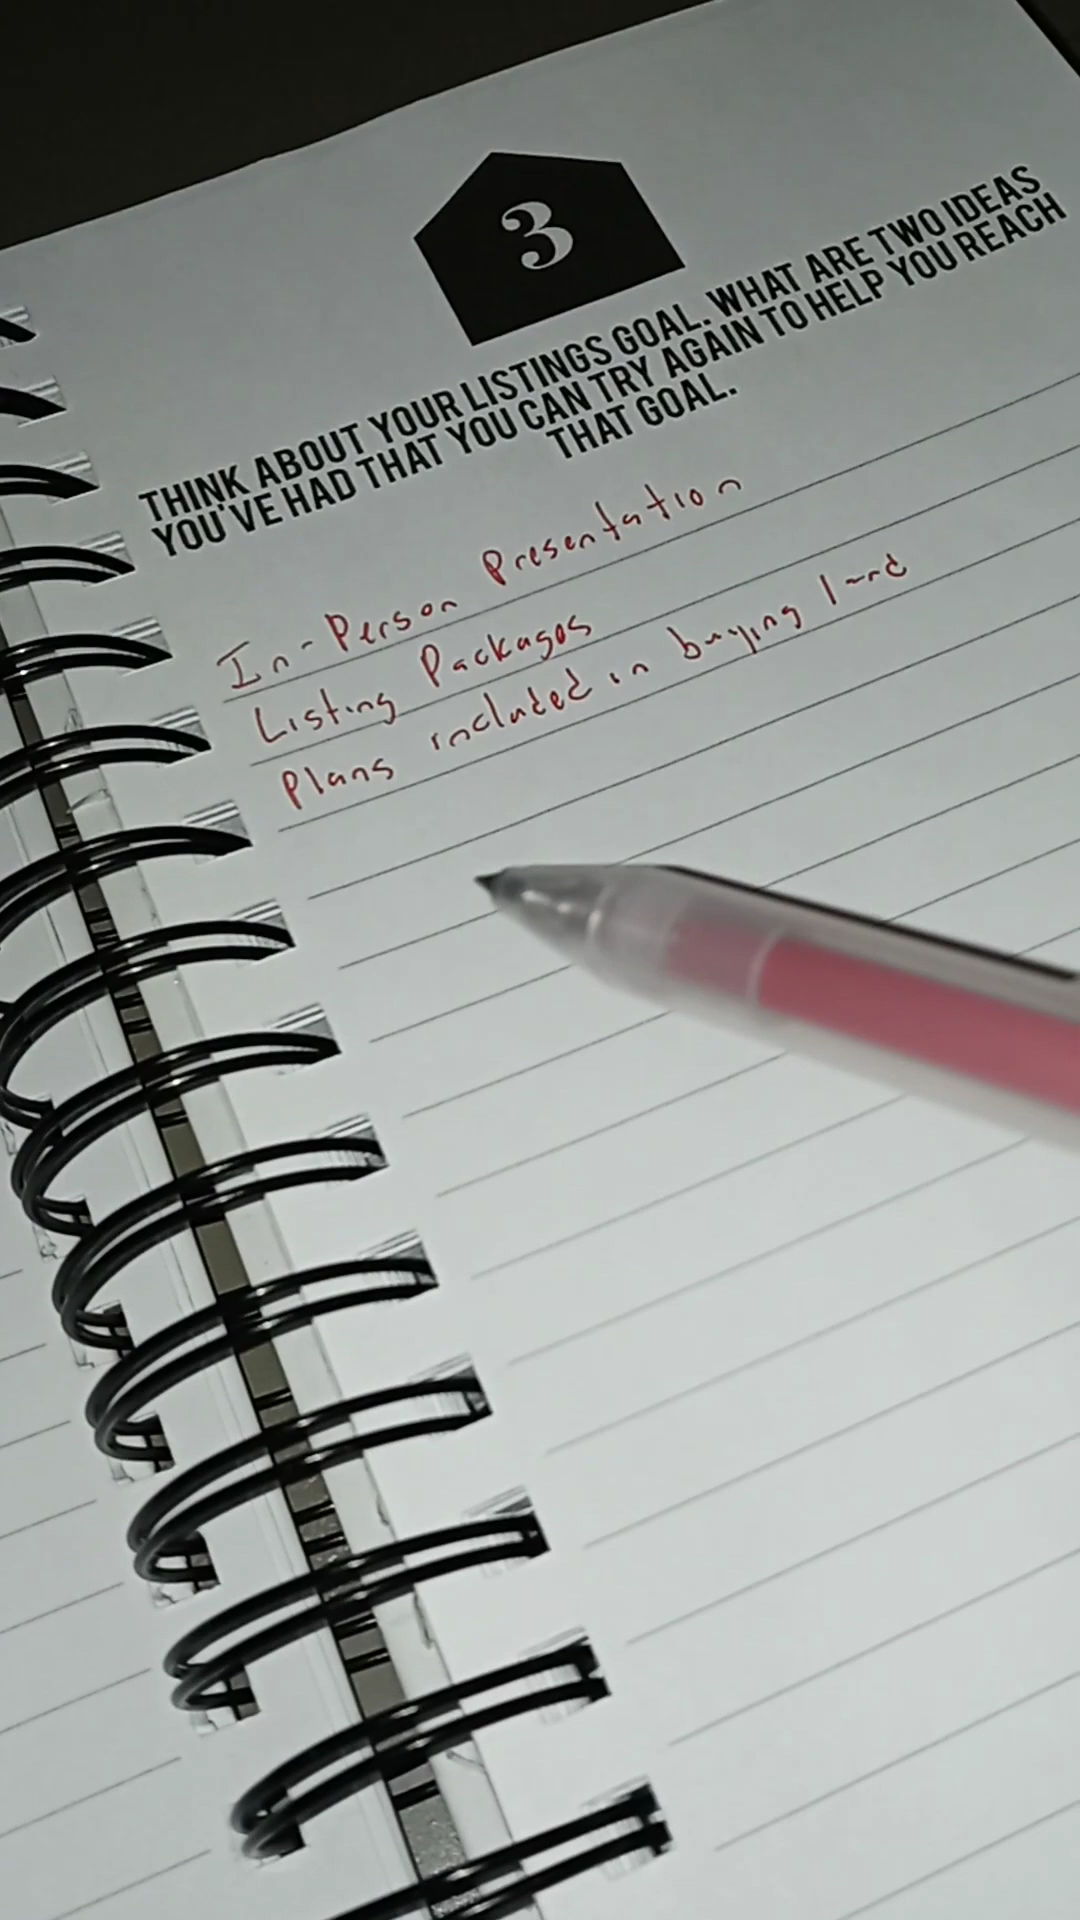 3
THINK ABOUT YOUR LISTINGS GOAL. WHAT ARE TWO IDEAS
YOU'VE HAD THAT YOU CAN TRY AGAIN TO HELP YOU REACH
THAT GOAL.
In-Person Presentation
Listing Packages
Plans included in buying land